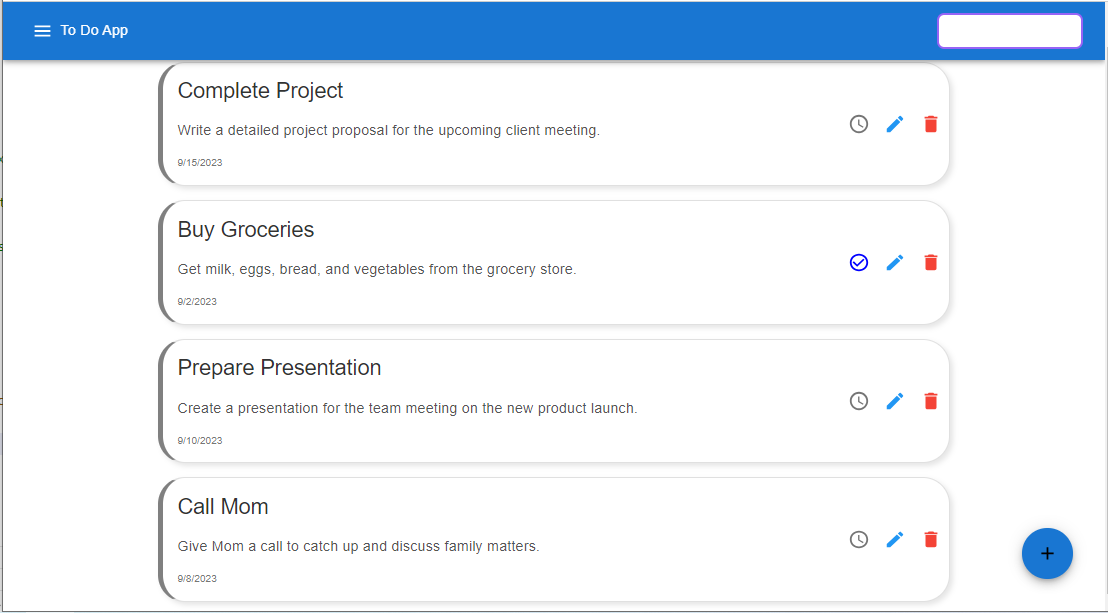 To Do App
Complete Project
Write a detailed project proposal for the upcoming client meeting.
9/15/2023
Buy Groceries
Get milk, eggs, bread, and vegetables from the grocery store.
9/2/2023
Prepare Presentation
Create a presentation for the team meeting on the new product launch.
9/10/2023
Call Mom
Give Mom a call to catch up and discuss family matters.
9/8/2023